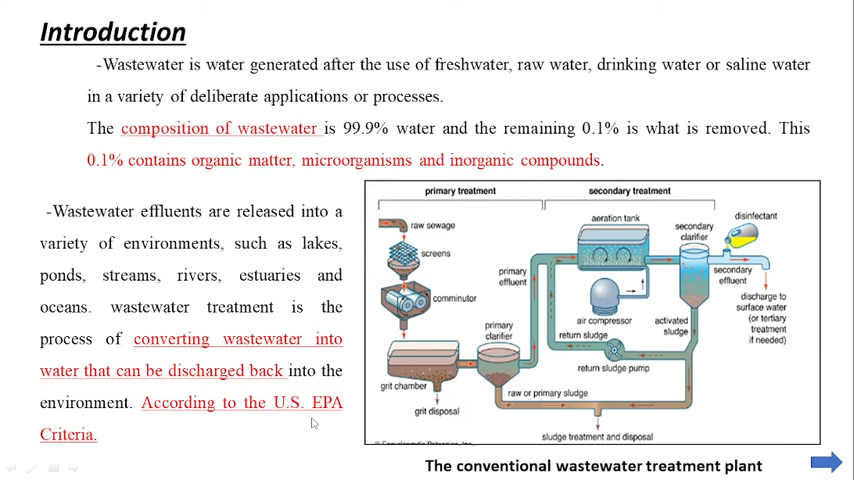 Introduction
-Wastewater is water generated after the use of freshwater, raw water, drinking water or saline water
in a variety of deliberate applications or processes.
The composition of wastewater is 99.9% water and the remaining 0.1% is what is removed. This
0.1% contains organic matter, microorganisms and inorganic compounds.
-Wastewater effluents are released into a
variety of environments, such as lakes,
ponds, streams, rivers, estuaries and
oceans. wastewater treatment is the
process of converting wastewater into
water that can be discharged back into the
environment. According to the U.S. EPA
Criteria.
primary treatment
secondary treatment
raw sewage
screens
comminutor
grit chamber
grit disposal
primary
clarifier
primary
effluent
raw or primary sludge
aeration tank
air compressor
return sludge
return sludge pump
secondary
clarifier
activated
sludge
disinfectant
secondary
effluent
discharge to
surface water
(or tertiary
treatment
if needed)
sludge treatment and disposal
The conventional wastewater treatment plant